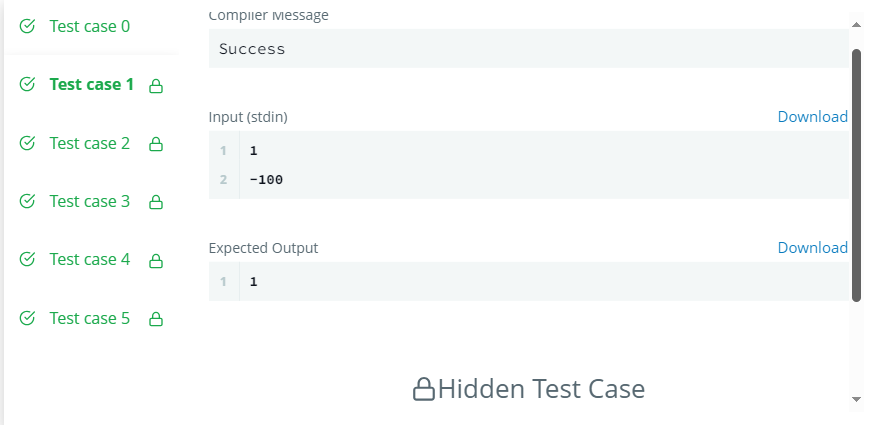 Test case 0
Test case 1
Test case 2
Test case 3
Test case 4
Test case 5
Compiler Message
Success
Input (stdin)
Download
1 1
2 -100
Expected Output
Download
1 1
Hidden Test Case